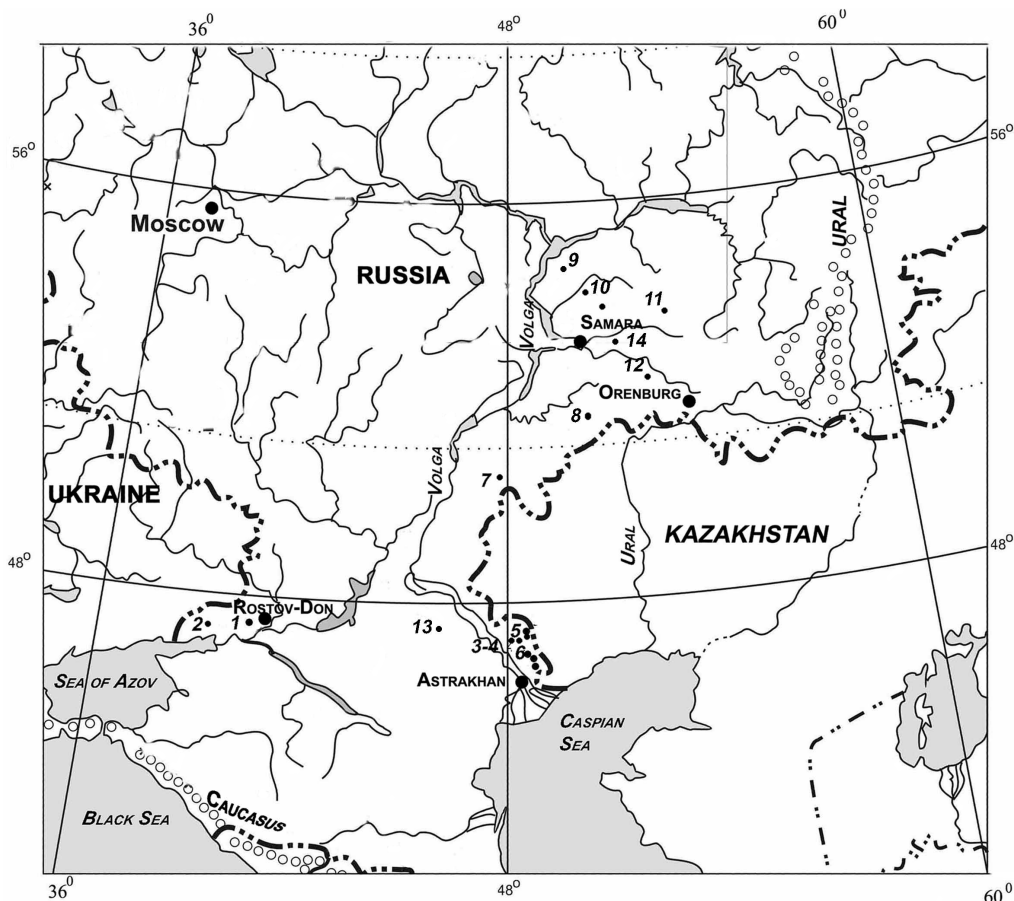 36⁰
48⁰
60⁰
56⁰
56⁰
Moscow
RUSSIA
VOLGA
URAL
9
10
11
SAMARA
14
12
ORENBURG
8
VOLGA
7
UKRAINE
URAL
KAZAKHSTAN
48⁰
48⁰
ROSTOV-DON
2
1
13
5
3-4
6
ASTRAKHAN
SEA OF AZOV
CASPIAN
SEA
CAUCASUS
BLACK SEA
36⁰
48⁰
60⁰